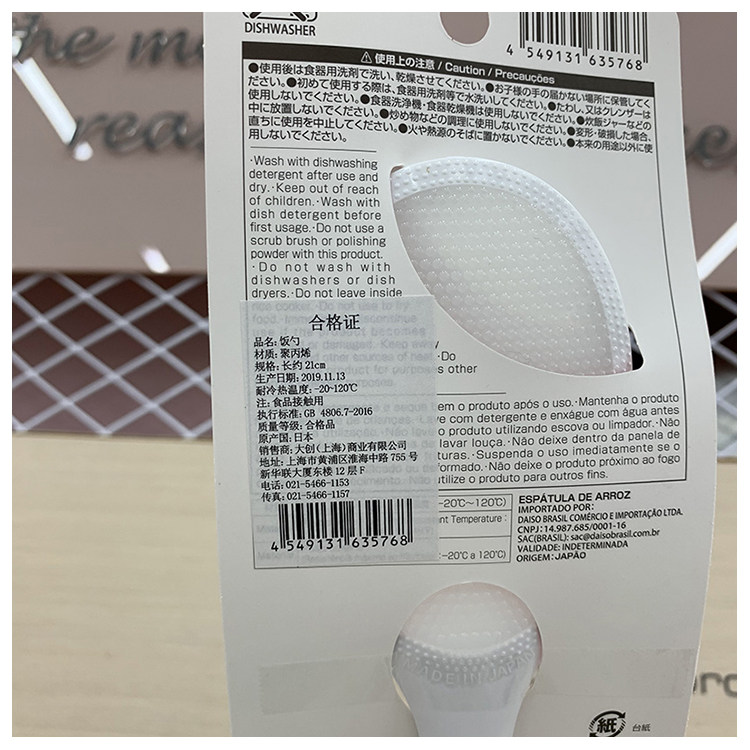 the m
rea
DISHWASHER
4 549131 635768
⚠使用上の注意 / Caution / Precauções
●使用後は食器用洗剤で洗い、乾燥させてください。●お子様の手の届かない場所に保管してく
ださい。●初めて使用する際は、食器用洗剤等で水洗いしてください。●たわし、又はクレンザーは
使用しないでください。●食器洗浄機・食器乾燥機は使用しないでください。●炊飯ジャーなどの
中に放置しないでください。●炒め物などの調理に使用しないでください。●変形・破損した場合、
直ちに使用を中止してください。●火や熱源のそばに置かないでください。●本来の用途以外に使
用しないでください。
·Wash with dishwashing
detergent after use and
dry.·Keep out of reach
of children.·Wash with
dish detergent before
first usage.·Do not use a
scrub brush or polishing
powder with this product.
·Do not wash with
dishwashers or dish
dryers.·Do not leave inside
·Do
other
合格证
品名: 饭勺
材质: 聚丙烯
规格: 长约 21cm
生产日期: 2019.11.13
耐冷热温度: -20-120℃
注: 食品接触用
执行标准: GB 4806.7-2016
质量等级: 合格品
原产国: 日本
销售商: 大创(上海)商业有限公司
地址: 上海市黄浦区淮海中路 755 号
新华联大厦东楼 12 层 F
电话: 021-5466-1153
传真: 021-5466-1157
4 549131 635768
em o produto após o uso.·Mantenha o produto
ve com detergente e enxágue com água antes
o produto utilizando escova ou limpador.·Não
lavar louça.·Não deixe dentro da panela de
turas.·Suspenda o uso imediatamente se o
eformado.·Não deixe o produto próximo ao fogo
utilize o produto para outros fins.
-20℃~120℃)
ent Temperature :
-20℃ a 120℃)
ESPÁTULA DE ARROZ
IMPORTADO POR:
DAISO BRASIL COMÉRCIO E IMPORTAÇÃO LTDA.
CNPJ: 14.987.685/0001-16
SAC(BRASIL): sac@daisobrasil.com.br
VALIDADE: INDETERMINADA
ORIGEM: JAPÃO
MADE IN JAPAN
紙
台紙